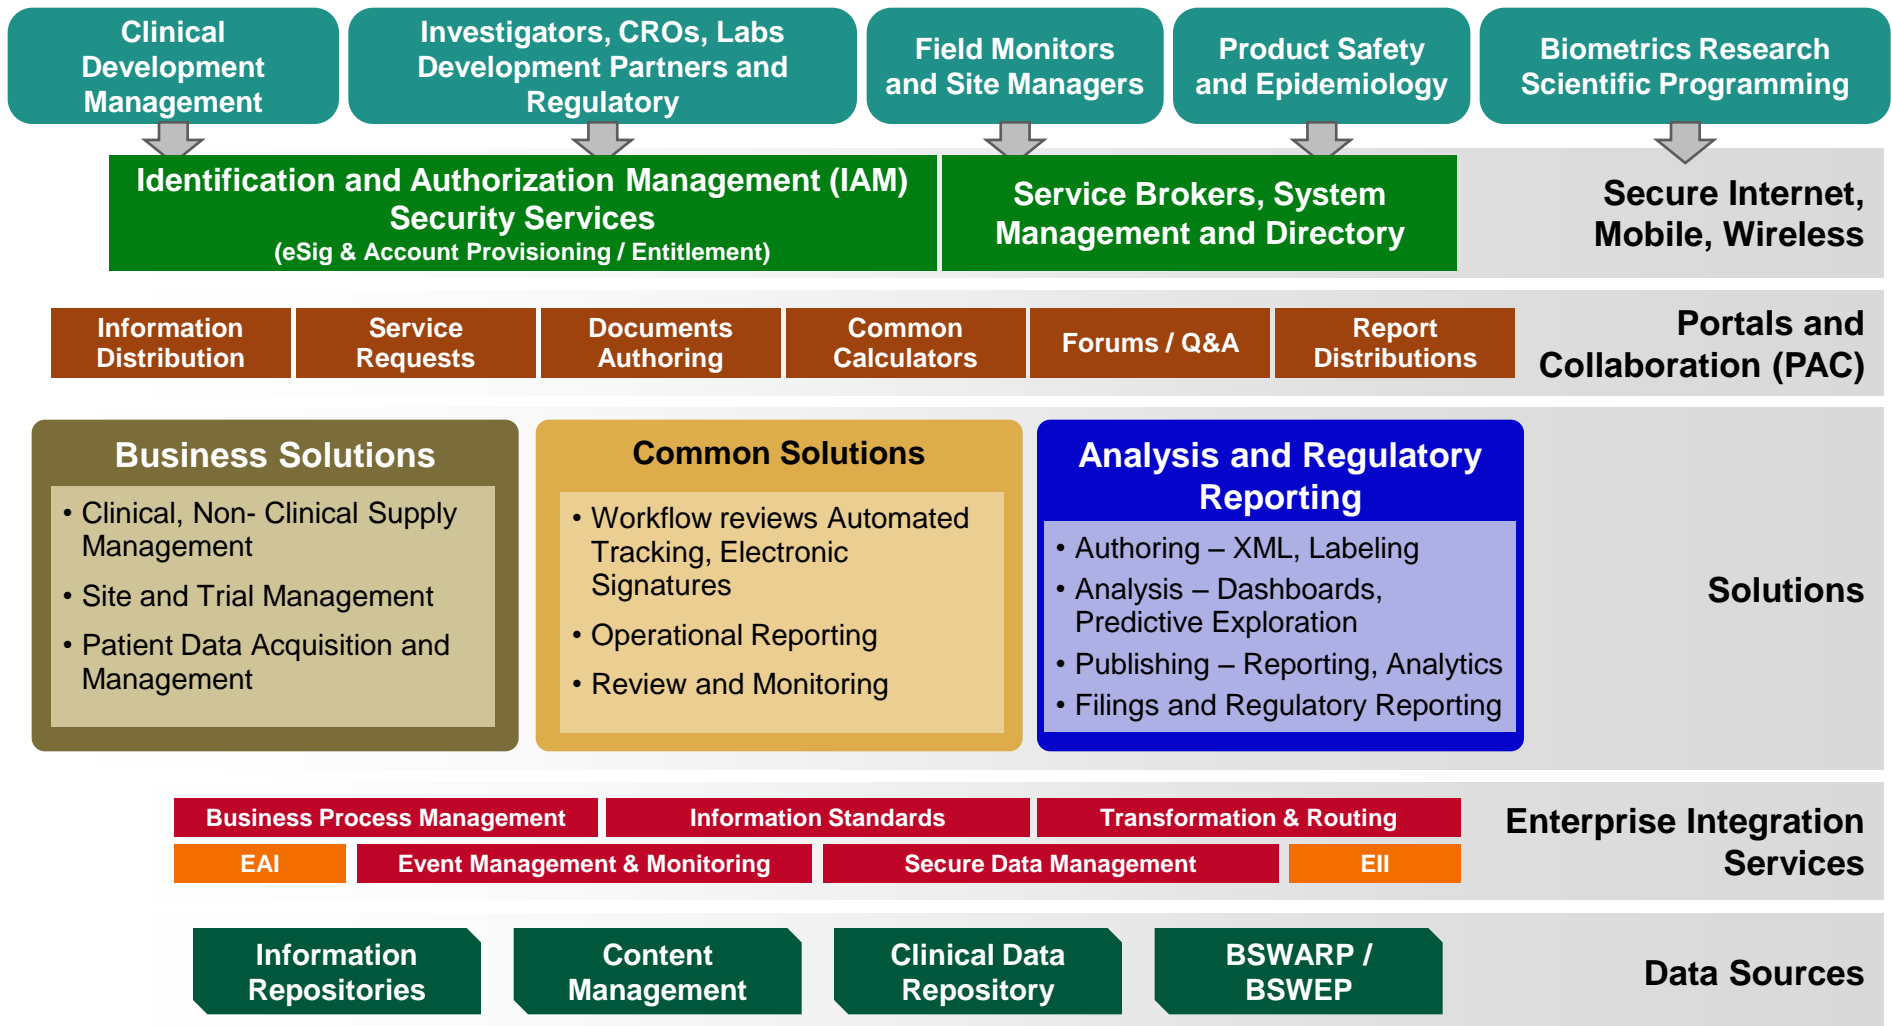 Clinical
Development
Management
Investigators, CROs, Labs
Development Partners and
Regulatory
Field Monitors
and Site Managers
Product Safety
and Epidemiology
Biometrics Research
Scientific Programming
Identification and Authorization Management (IAM)
Security Services
(eSig & Account Provisioning / Entitlement)
Service Brokers, System
Management and Directory
Secure Internet,
Mobile, Wireless
Information
Distribution
Service
Requests
Documents
Authoring
Common
Calculators
Forums / Q&A
Report
Distributions
Portals and
Collaboration (PAC)
Business Solutions
• Clinical, Non- Clinical Supply
Management
• Site and Trial Management
• Patient Data Acquisition and
Management
Common Solutions
• Workflow reviews Automated
Tracking, Electronic
Signatures
• Operational Reporting
• Review and Monitoring
Analysis and Regulatory
Reporting
• Authoring – XML, Labeling
• Analysis – Dashboards,
Predictive Exploration
• Publishing – Reporting, Analytics
• Filings and Regulatory Reporting
Solutions
Business Process Management
Information Standards
Transformation & Routing
EAI
Event Management & Monitoring
Secure Data Management
EII
Enterprise Integration
Services
Information
Repositories
Content
Management
Clinical Data
Repository
BSWARP /
BSWEP
Data Sources